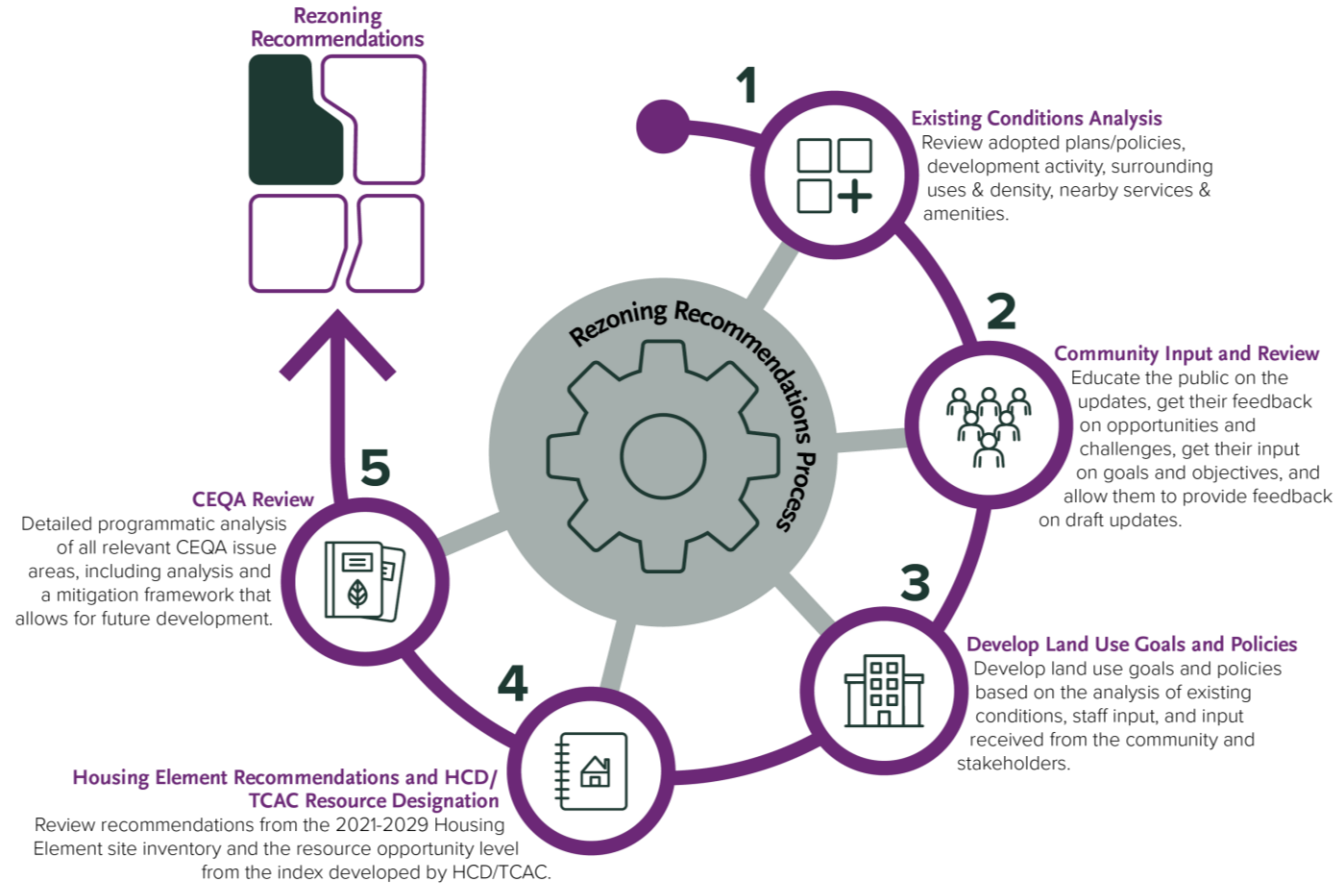 Rezoning
Recommendations
1
Existing Conditions Analysis
Review adopted plans/policies,
development activity, surrounding
uses & density, nearby services &
amenities.
Rezoning Recommendations Process
2
Community Input and Review
Educate the public on the
updates, get their feedback
on opportunities and
challenges, get their input
on goals and objectives, and
allow them to provide feedback
on draft updates.
3
Develop Land Use Goals and Policies
Develop land use goals and policies
based on the analysis of existing
conditions, staff input, and input
received from the community and
stakeholders.
4
Housing Element Recommendations and HCD/
TCAC Resource Designation
Review recommendations from the 2021-2029 Housing
Element site inventory and the resource opportunity level
from the index developed by HCD/TCAC.
5
CEQA Review
Detailed programmatic analysis
of all relevant CEQA issue
areas, including analysis and
a mitigation framework that
allows for future development.